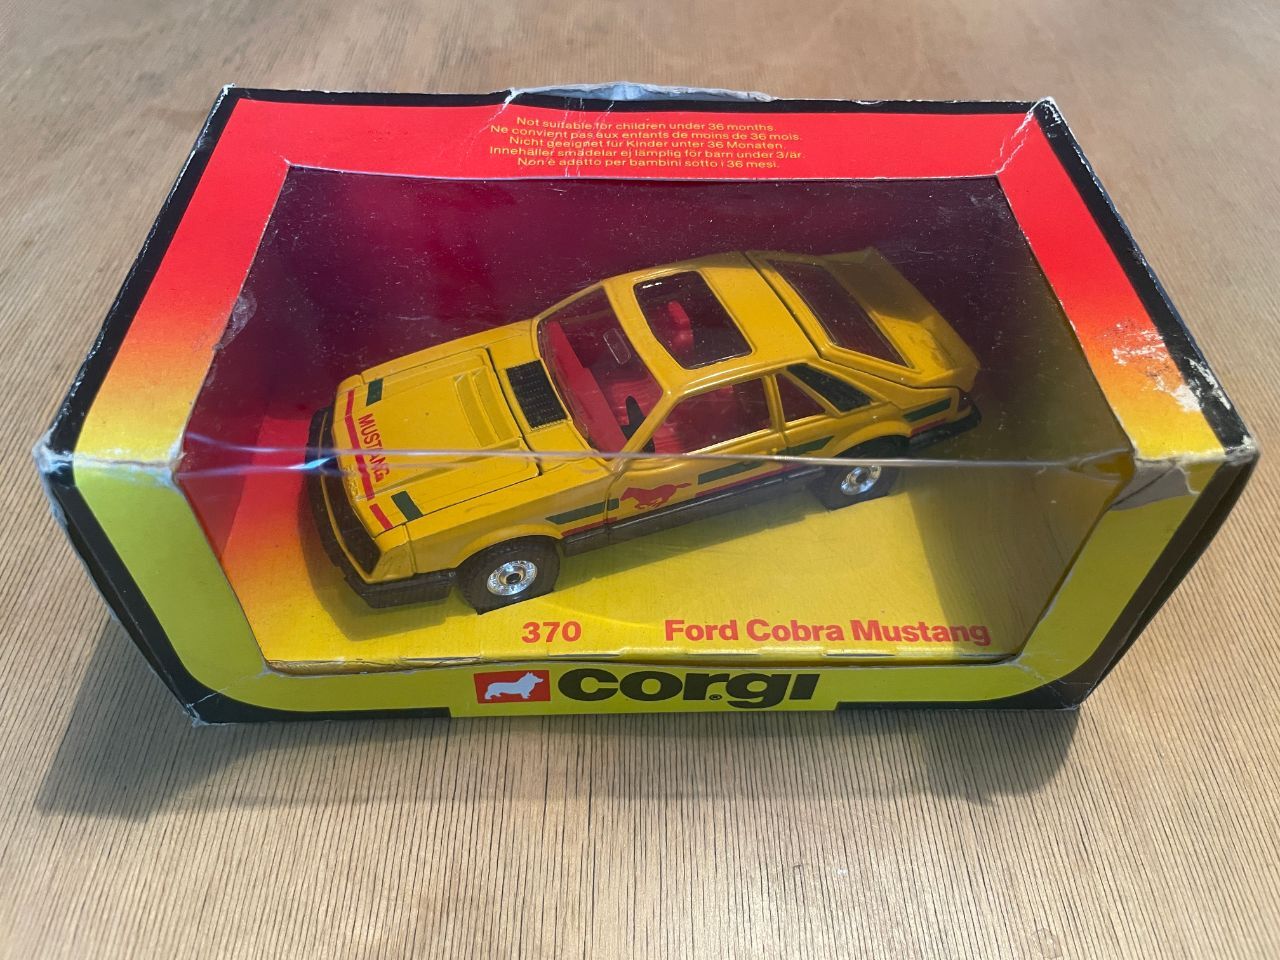 Not suitable for children under 36 months.
Ne convient pas aux enfants de moins de 36 mois.
Nicht geeignet für Kinder unter 36 Monaten.
Innehåller smådelar ej lämplig för barn under 3/år.
Non è adatto per bambini sotto i 36 mesi.
MUSTANG
370
Ford Cobra Mustang
CORGI